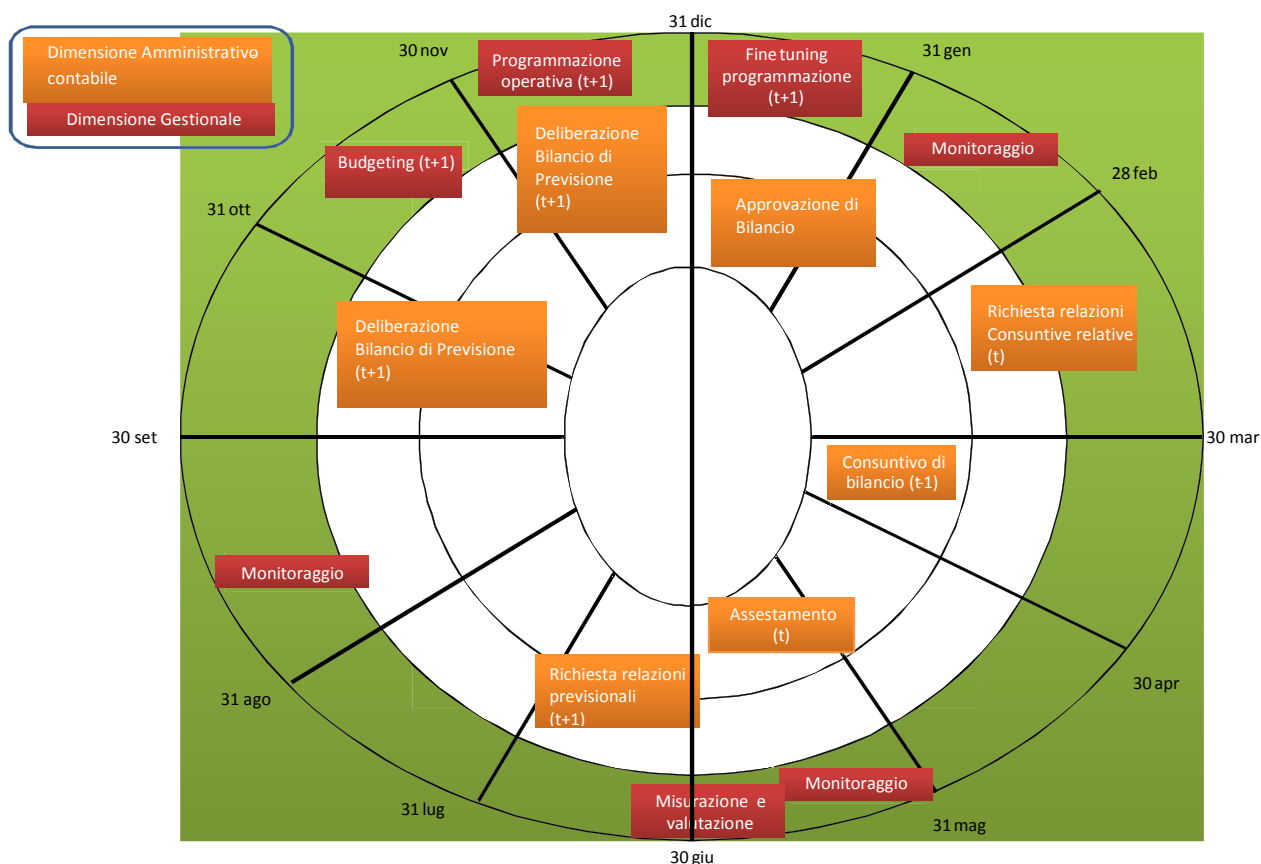 Dimensione Amministrativo-
contabile
Dimensione Gestionale
31 dic
30 nov
Programmazione
operativa (t+1)
Fine tuning
programmazione
(t+1)
31 gen
Budgeting (t+1)
Deliberazione
Bilancio di
Previsione
(t+1)
Monitoraggio
28 feb
31 ott
Approvazione di
Bilancio
Deliberazione
Bilancio di Previsione
(t+1)
Richiesta relazioni
Consuntive relative
(t)
30 set
30 mar
Consuntivo di
bilancio (t-1)
Monitoraggio
Assestamento
(t)
31 ago
Richiesta relazioni
previsionali
(t+1)
30 apr
31 lug
Misurazione e
valutazione
Monitoraggio
31 mag
30 giu